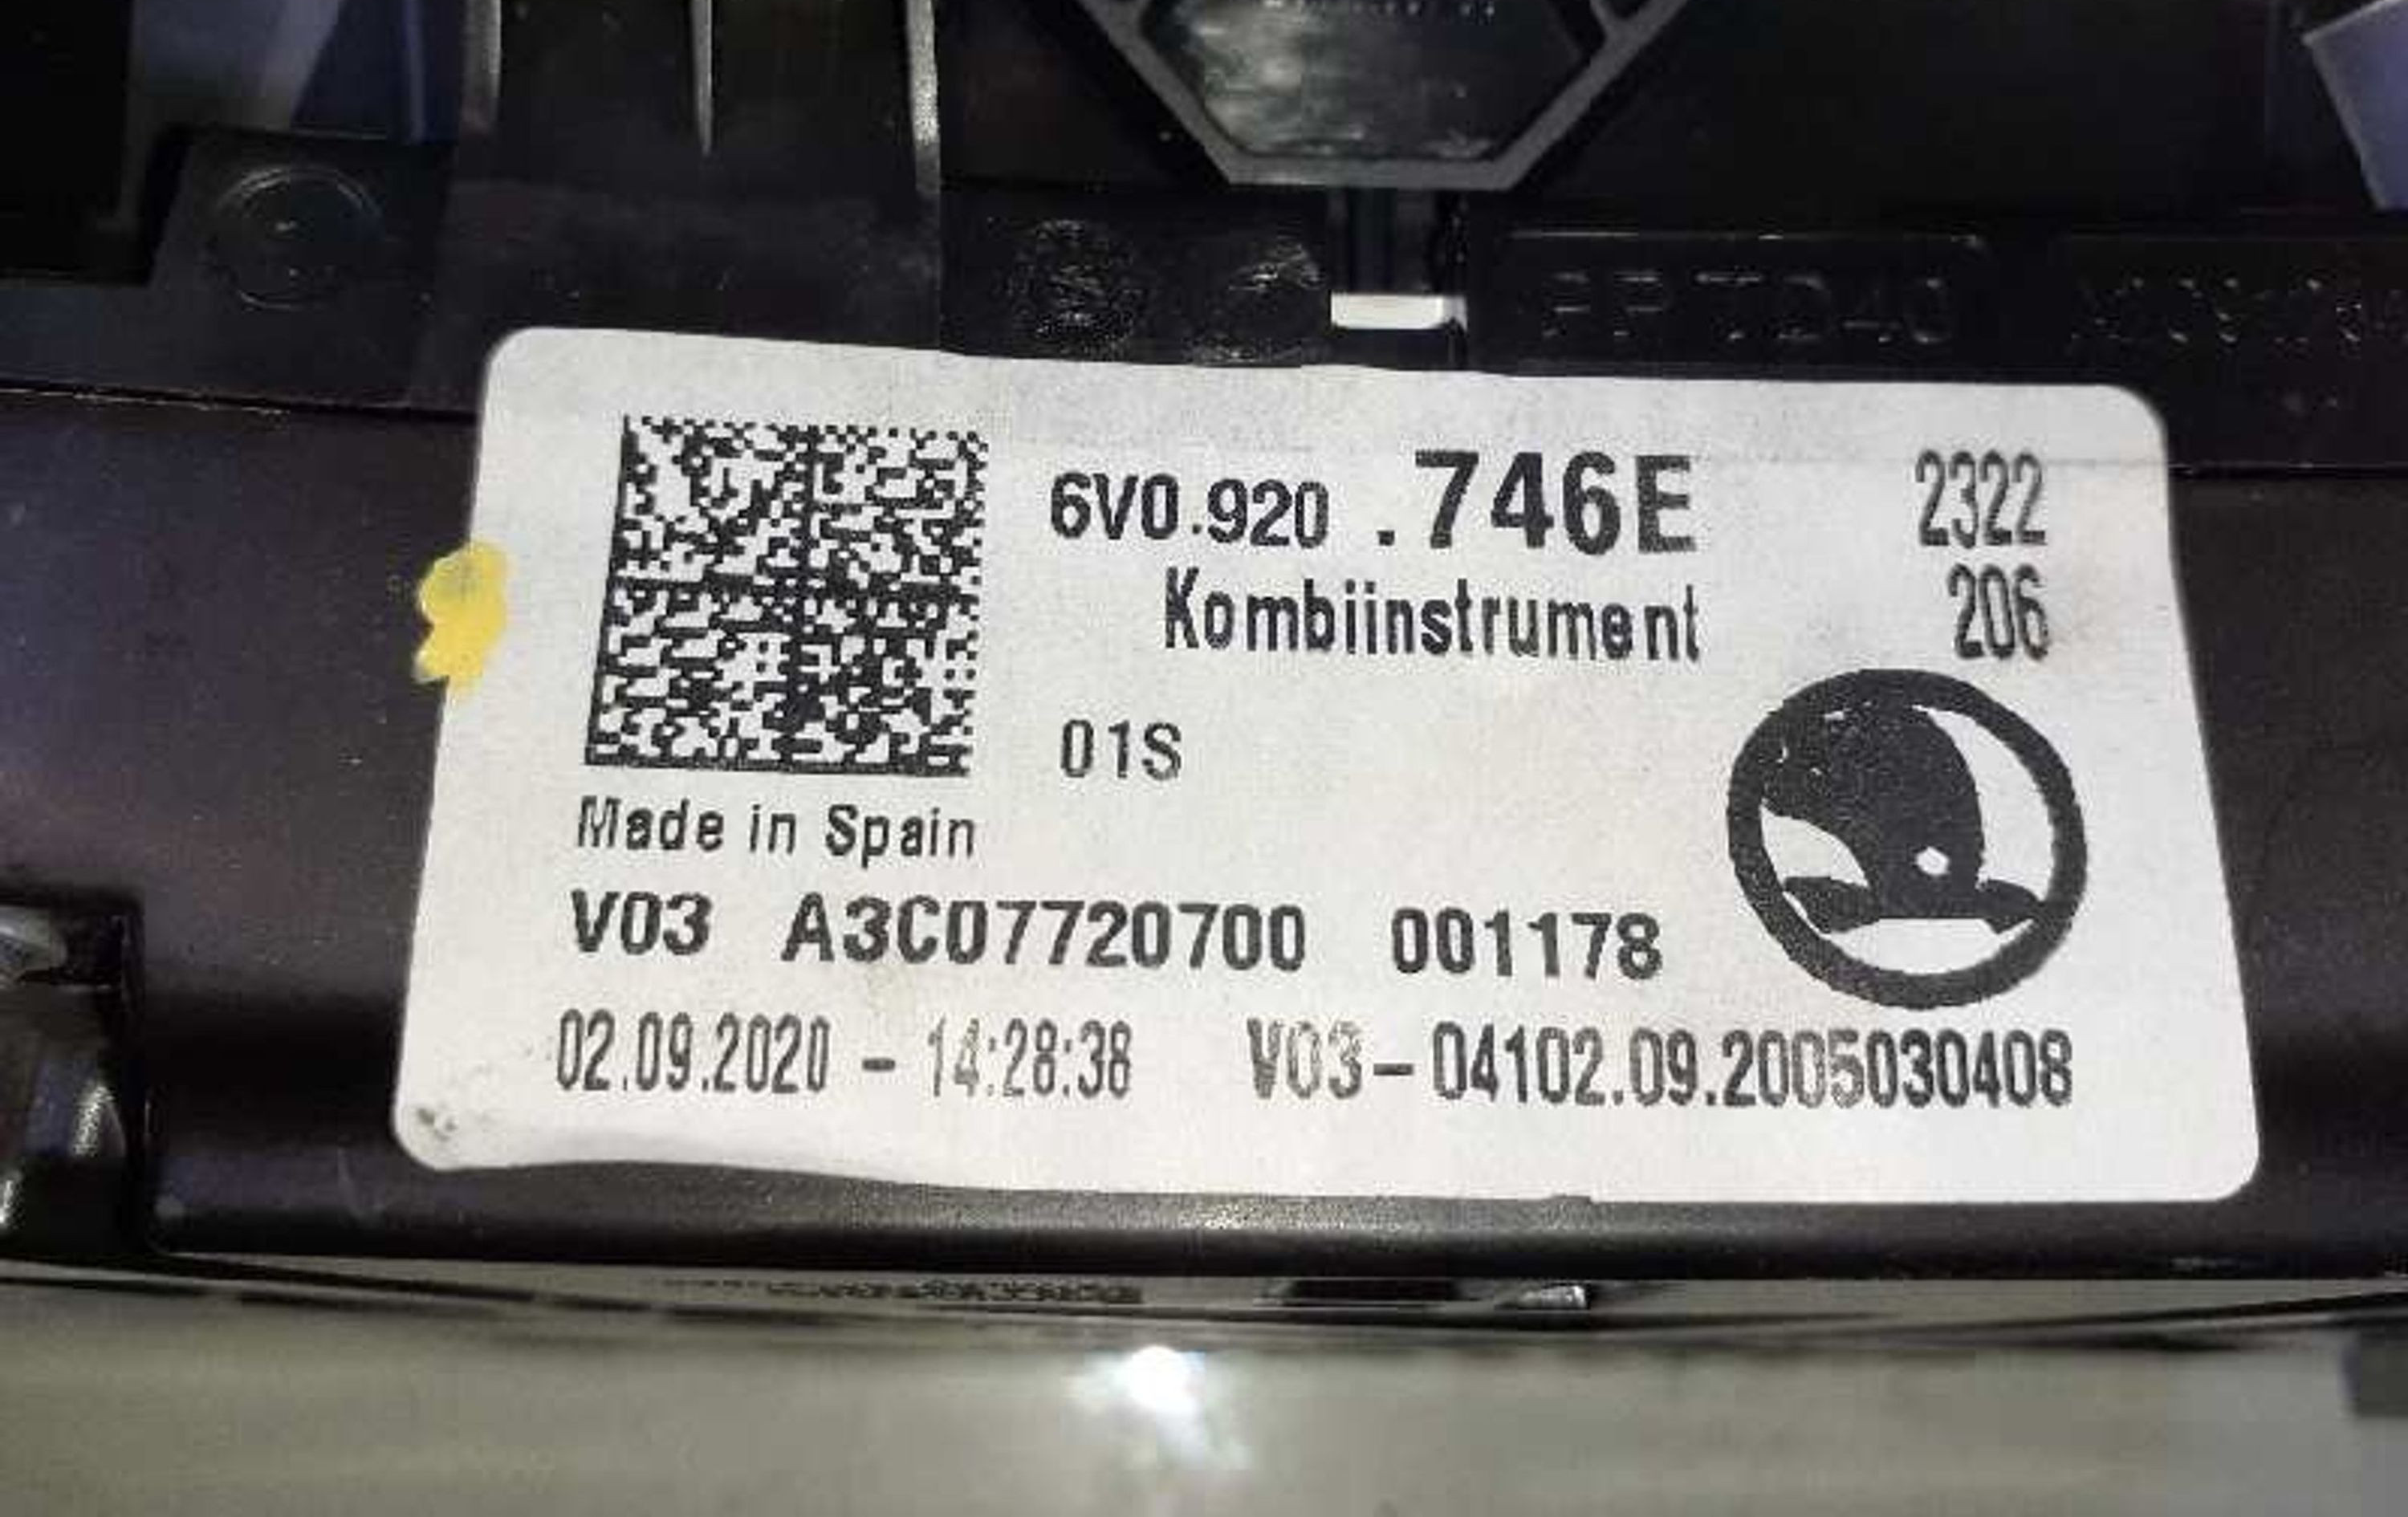 6V0.920 .746E 2322
Kombiinstrument 206
01S
Made in Spain
V03 A3C07720700 001178
02.09.2020 - 14:28:38 V03-04102.09.2005030408